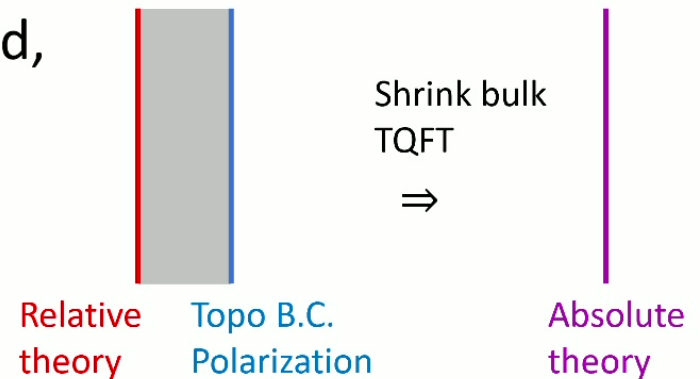 d,
Shrink bulk
TQFT
⇒
Relative
theory
Topo B.C.
Polarization
Absolute
theory